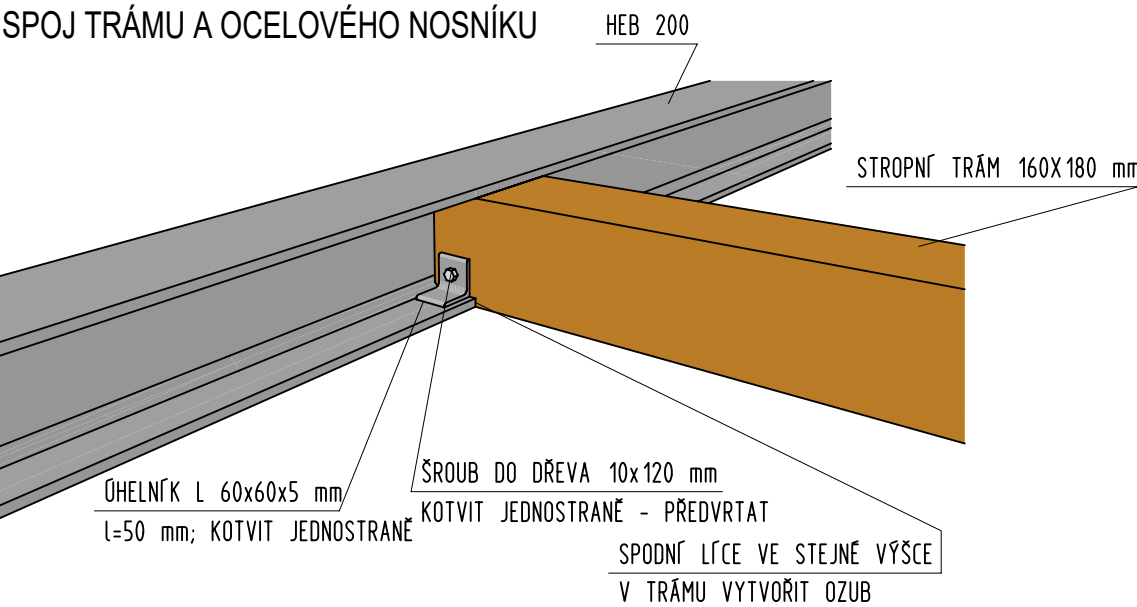 SPOJ TRÁMU A OCELOVÉHO NOSNÍKU
HEB 200
STROPNÍ TRÁM 160X180 mm
ÚHELNÍK L 60x60x5 mm
l=50 mm; KOTVIT JEDNOSTRANĚ
ŠROUB DO DŘEVA 10x120 mm
KOTVIT JEDNOSTRANĚ - PŘEDVRTAT
SPODNÍ LÍCE VE STEJNÉ VÝŠCE
V TRÁMU VYTVOŘIT OZUB